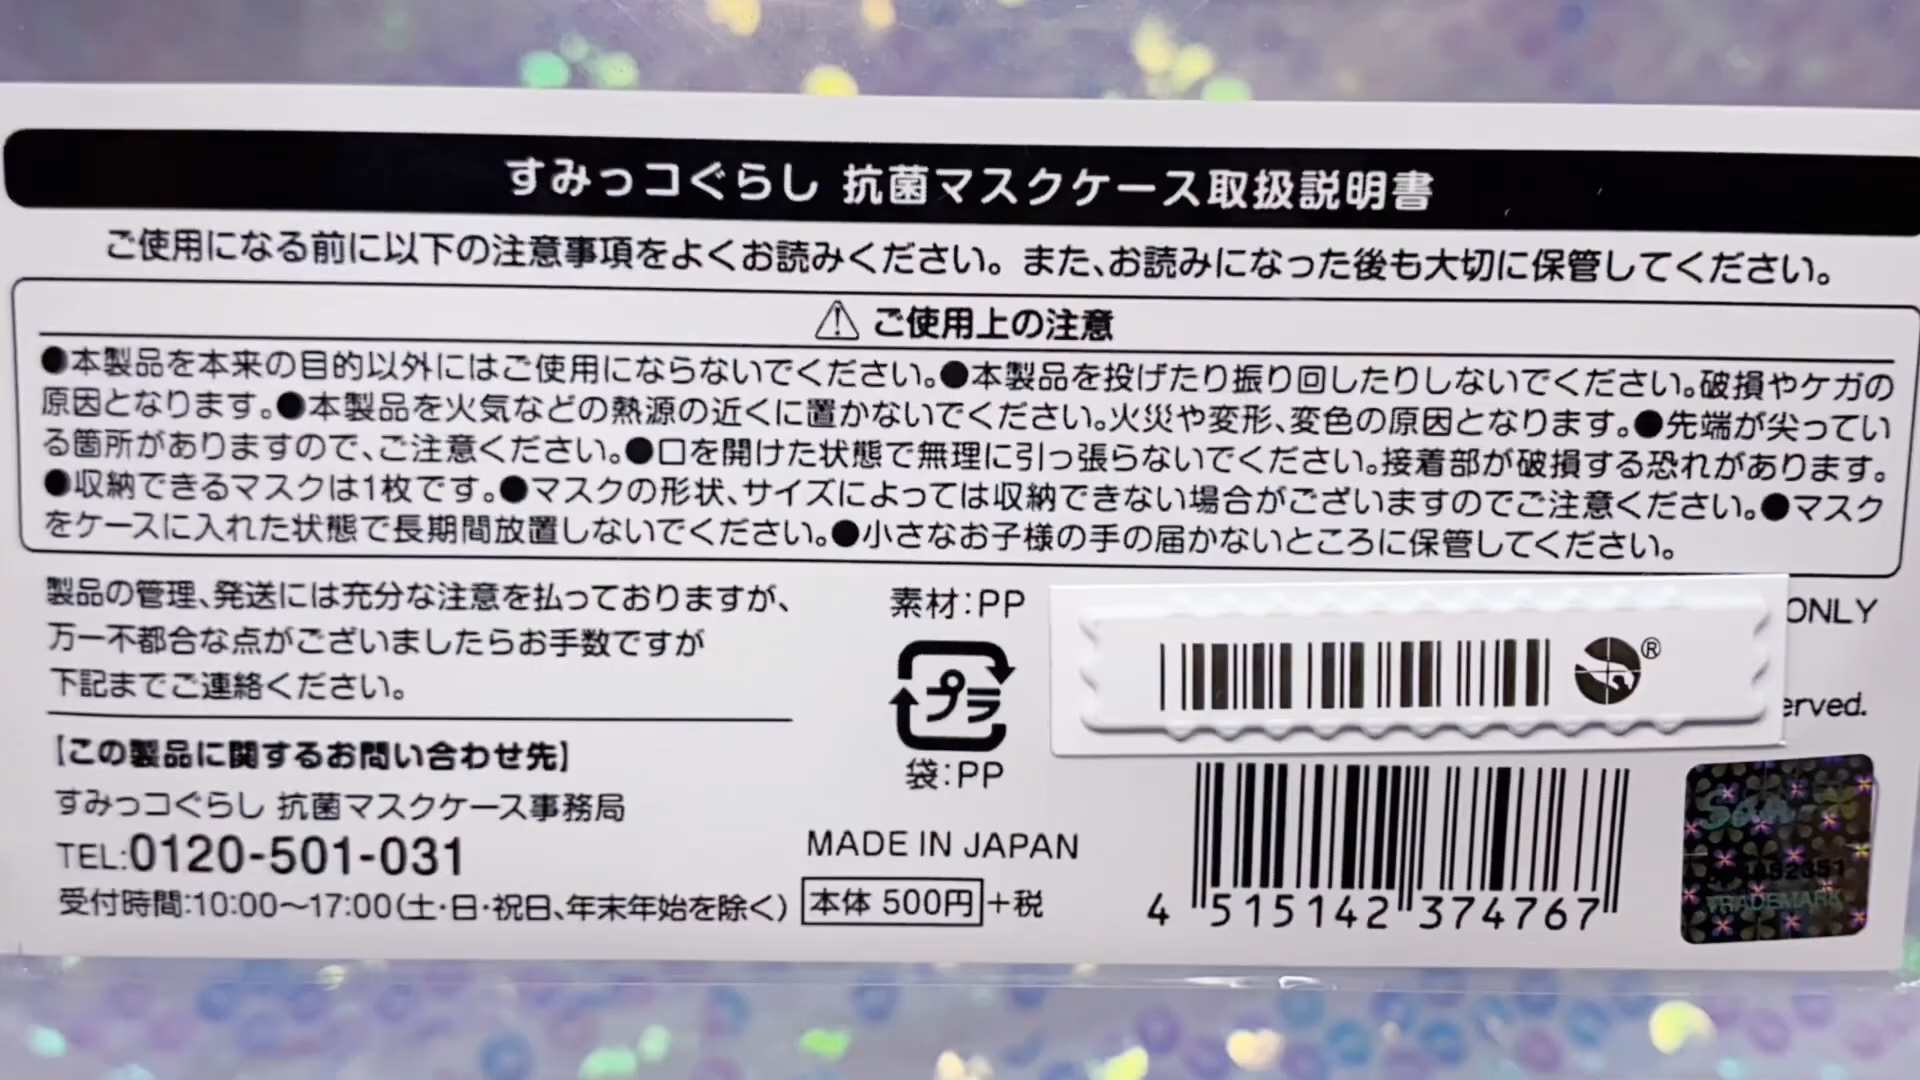 すみっコぐらし 抗菌マスクケース取扱説明書
ご使用になる前に以下の注意事項をよくお読みください。また、お読みになった後も大切に保管してください。
⚠ ご使用上の注意
●本製品を本来の目的以外にはご使用にならないでください。●本製品を投げたり振り回したりしないでください。破損やケガの
原因となります。●本製品を火気などの熱源の近くに置かないでください。火災や変形、変色の原因となります。●先端が尖ってい
る箇所がありますので、ご注意ください。●口を開けた状態で無理に引っ張らないでください。接着部が破損する恐れがあります。
●収納できるマスクは1枚です。●マスクの形状、サイズによっては収納できない場合がございますのでご注意ください。●マスク
をケースに入れた状態で長期間放置しないでください。●小さなお子様の手の届かないところに保管してください。
製品の管理、発送には充分な注意を払っておりますが、
万一不都合な点がございましたらお手数ですが
下記までご連絡ください。
【この製品に関するお問い合わせ先】
すみっコぐらし 抗菌マスクケース事務局
TEL:0120-501-031
受付時間:10:00〜17:00(土・日・祝日、年末年始を除く)
素材:PP
プラ
袋:PP
MADE IN JAPAN
本体 500円+税
ONLY
®
erved.
4 515142 374767
TRADEMARK